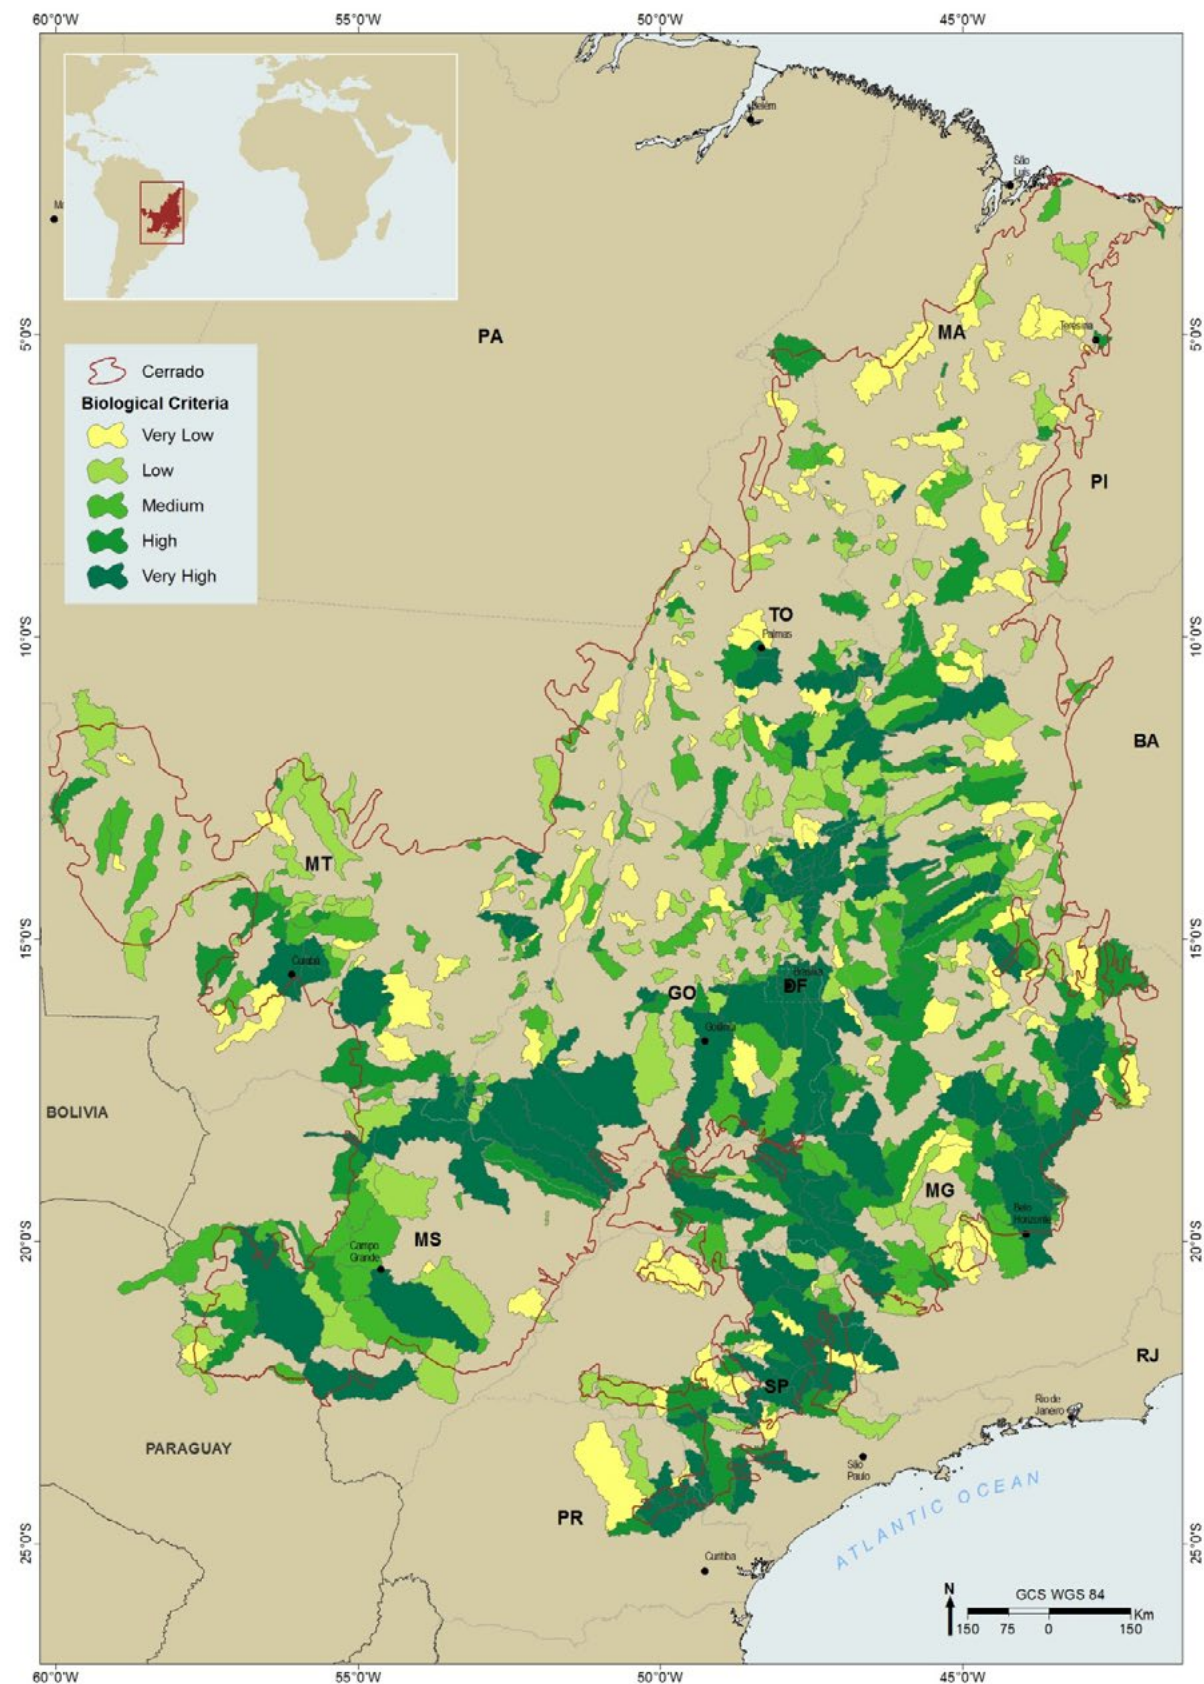 60°0'W 55°0'W 50°0'W 45°0'W
Belém
São
Luís
Ma
5°0'S
PA
MA
Teresina
5°0'S
Cerrado
Biological Criteria
Very Low
Low
Medium
High
Very High
PI
10°0'S
TO
Palmas
10°0'S
BA
MT
15°0'S
Cuiabá
15°0'S
GO
Brasília
DF
Goiânia
BOLIVIA
MG
Belo
Horizonte
20°0'S
MS
Campo
Grande
20°0'S
RJ
SP
Rio de
Janeiro
PARAGUAY
São
Paulo
ATLANTIC OCEAN
PR
25°0'S
Curitiba
25°0'S
N
GCS WGS 84
150 75 0 150 Km
60°0'W 55°0'W 50°0'W 45°0'W